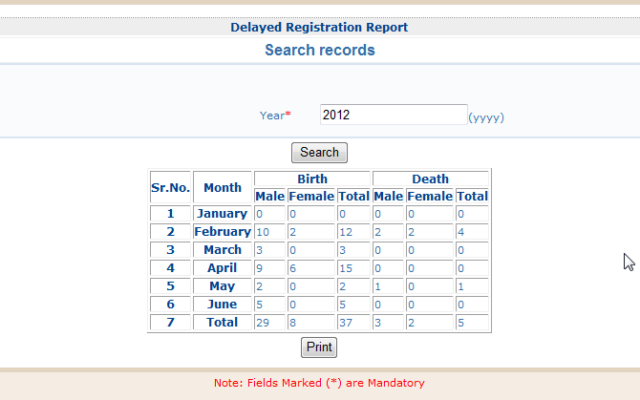 Delayed Registration Report
Search records
Year* 2012 (yyyy)
Search
Sr.No. Month Birth Death
Male Female Total Male Female Total
1 January 0 0 0 0 0 0
2 February 10 2 12 2 2 4
3 March 3 0 3 0 0 0
4 April 9 6 15 0 0 0
5 May 2 0 2 1 0 1
6 June 5 0 5 0 0 0
7 Total 29 8 37 3 2 5
Print
Note: Fields Marked (*) are Mandatory